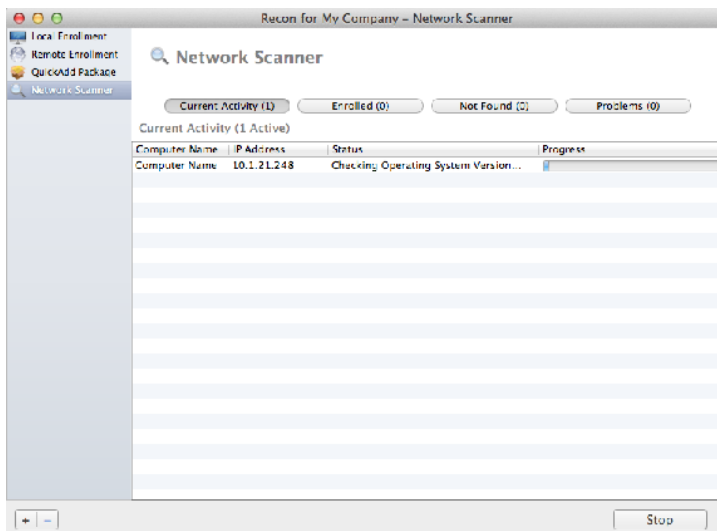 Recon for My Company – Network Scanner
Local Enrollment
Remote Enrollment
QuickAdd Package
Network Scanner
Network Scanner
Current Activity (1) Enrolled (0) Not Found (0) Problems (0)
Current Activity (1 Active)
Computer Name IP Address Status Progress
Computer Name 10.1.21.248 Checking Operating System Version...
+ – Stop